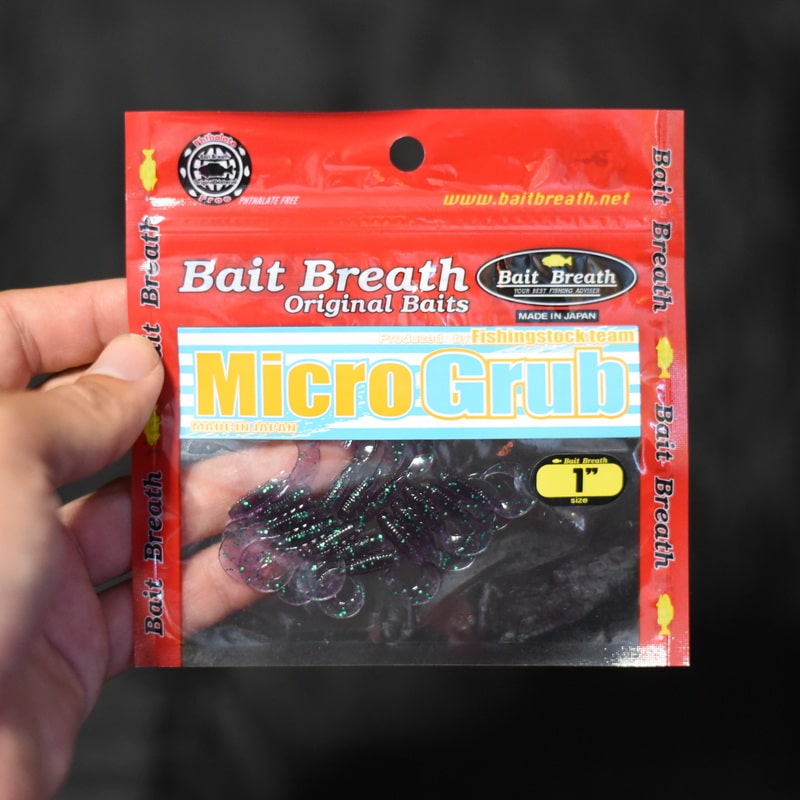 Phthalate
Free
PHTHALATE FREE
www.baitbreath.net
Bait Breath
Original Baits
Bait Breath
YOUR BEST FISHING ADVISER
MADE IN JAPAN
Produced by Fishingstock team
Micro Grub
MADE IN JAPAN
Bait Breath
1"
size
Bait Breath
Bait Breath
Bait Breath
Bait Breath
Bait Breath